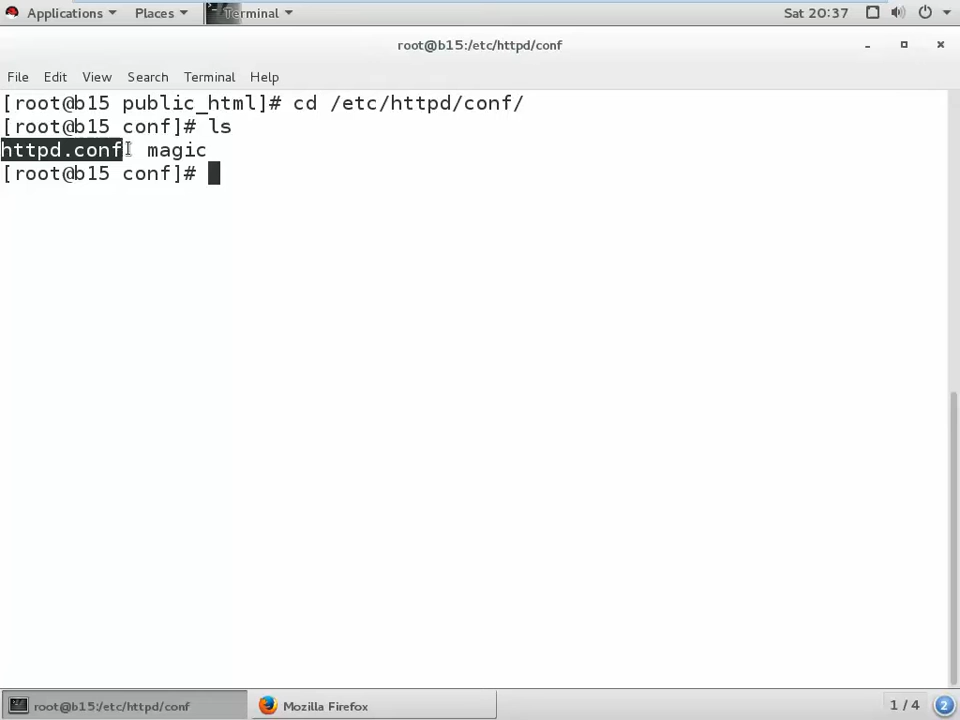 Applications Places Terminal Sat 20:37
root@b15:/etc/httpd/conf
File Edit View Search Terminal Help
[root@b15 public_html]# cd /etc/httpd/conf/
[root@b15 conf]# ls
httpd.conf magic
[root@b15 conf]#
root@b15:/etc/httpd/conf Mozilla Firefox 1 / 4 2